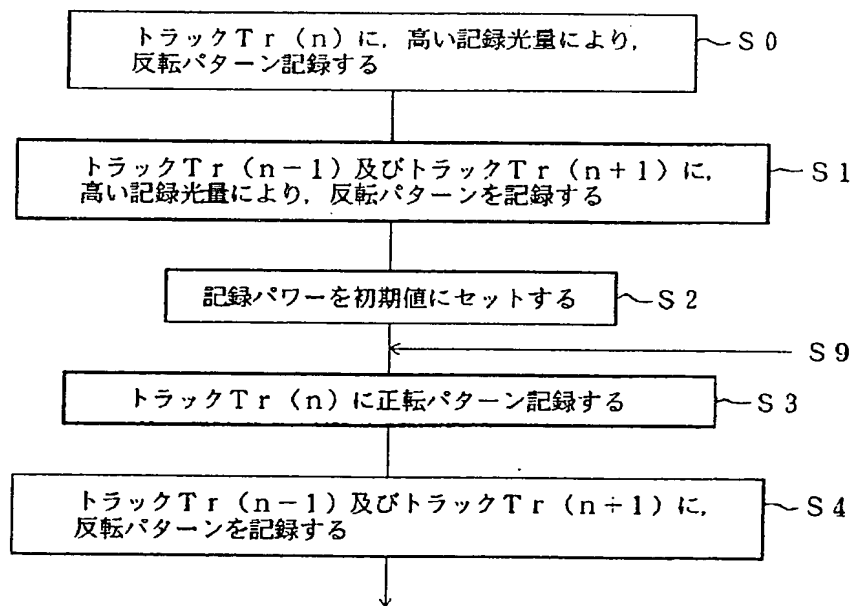 トラックTr(n)に，高い記録光量により，
反転パターン記録する
S0
トラックTr(n-1)及びトラックTr(n+1)に，
高い記録光量により，反転パターンを記録する
S1
記録パワーを初期値にセットする
S2
S9
トラックTr(n)に正転パターン記録する
S3
トラックTr(n-1)及びトラックTr(n+1)に，
反転パターンを記録する
S4